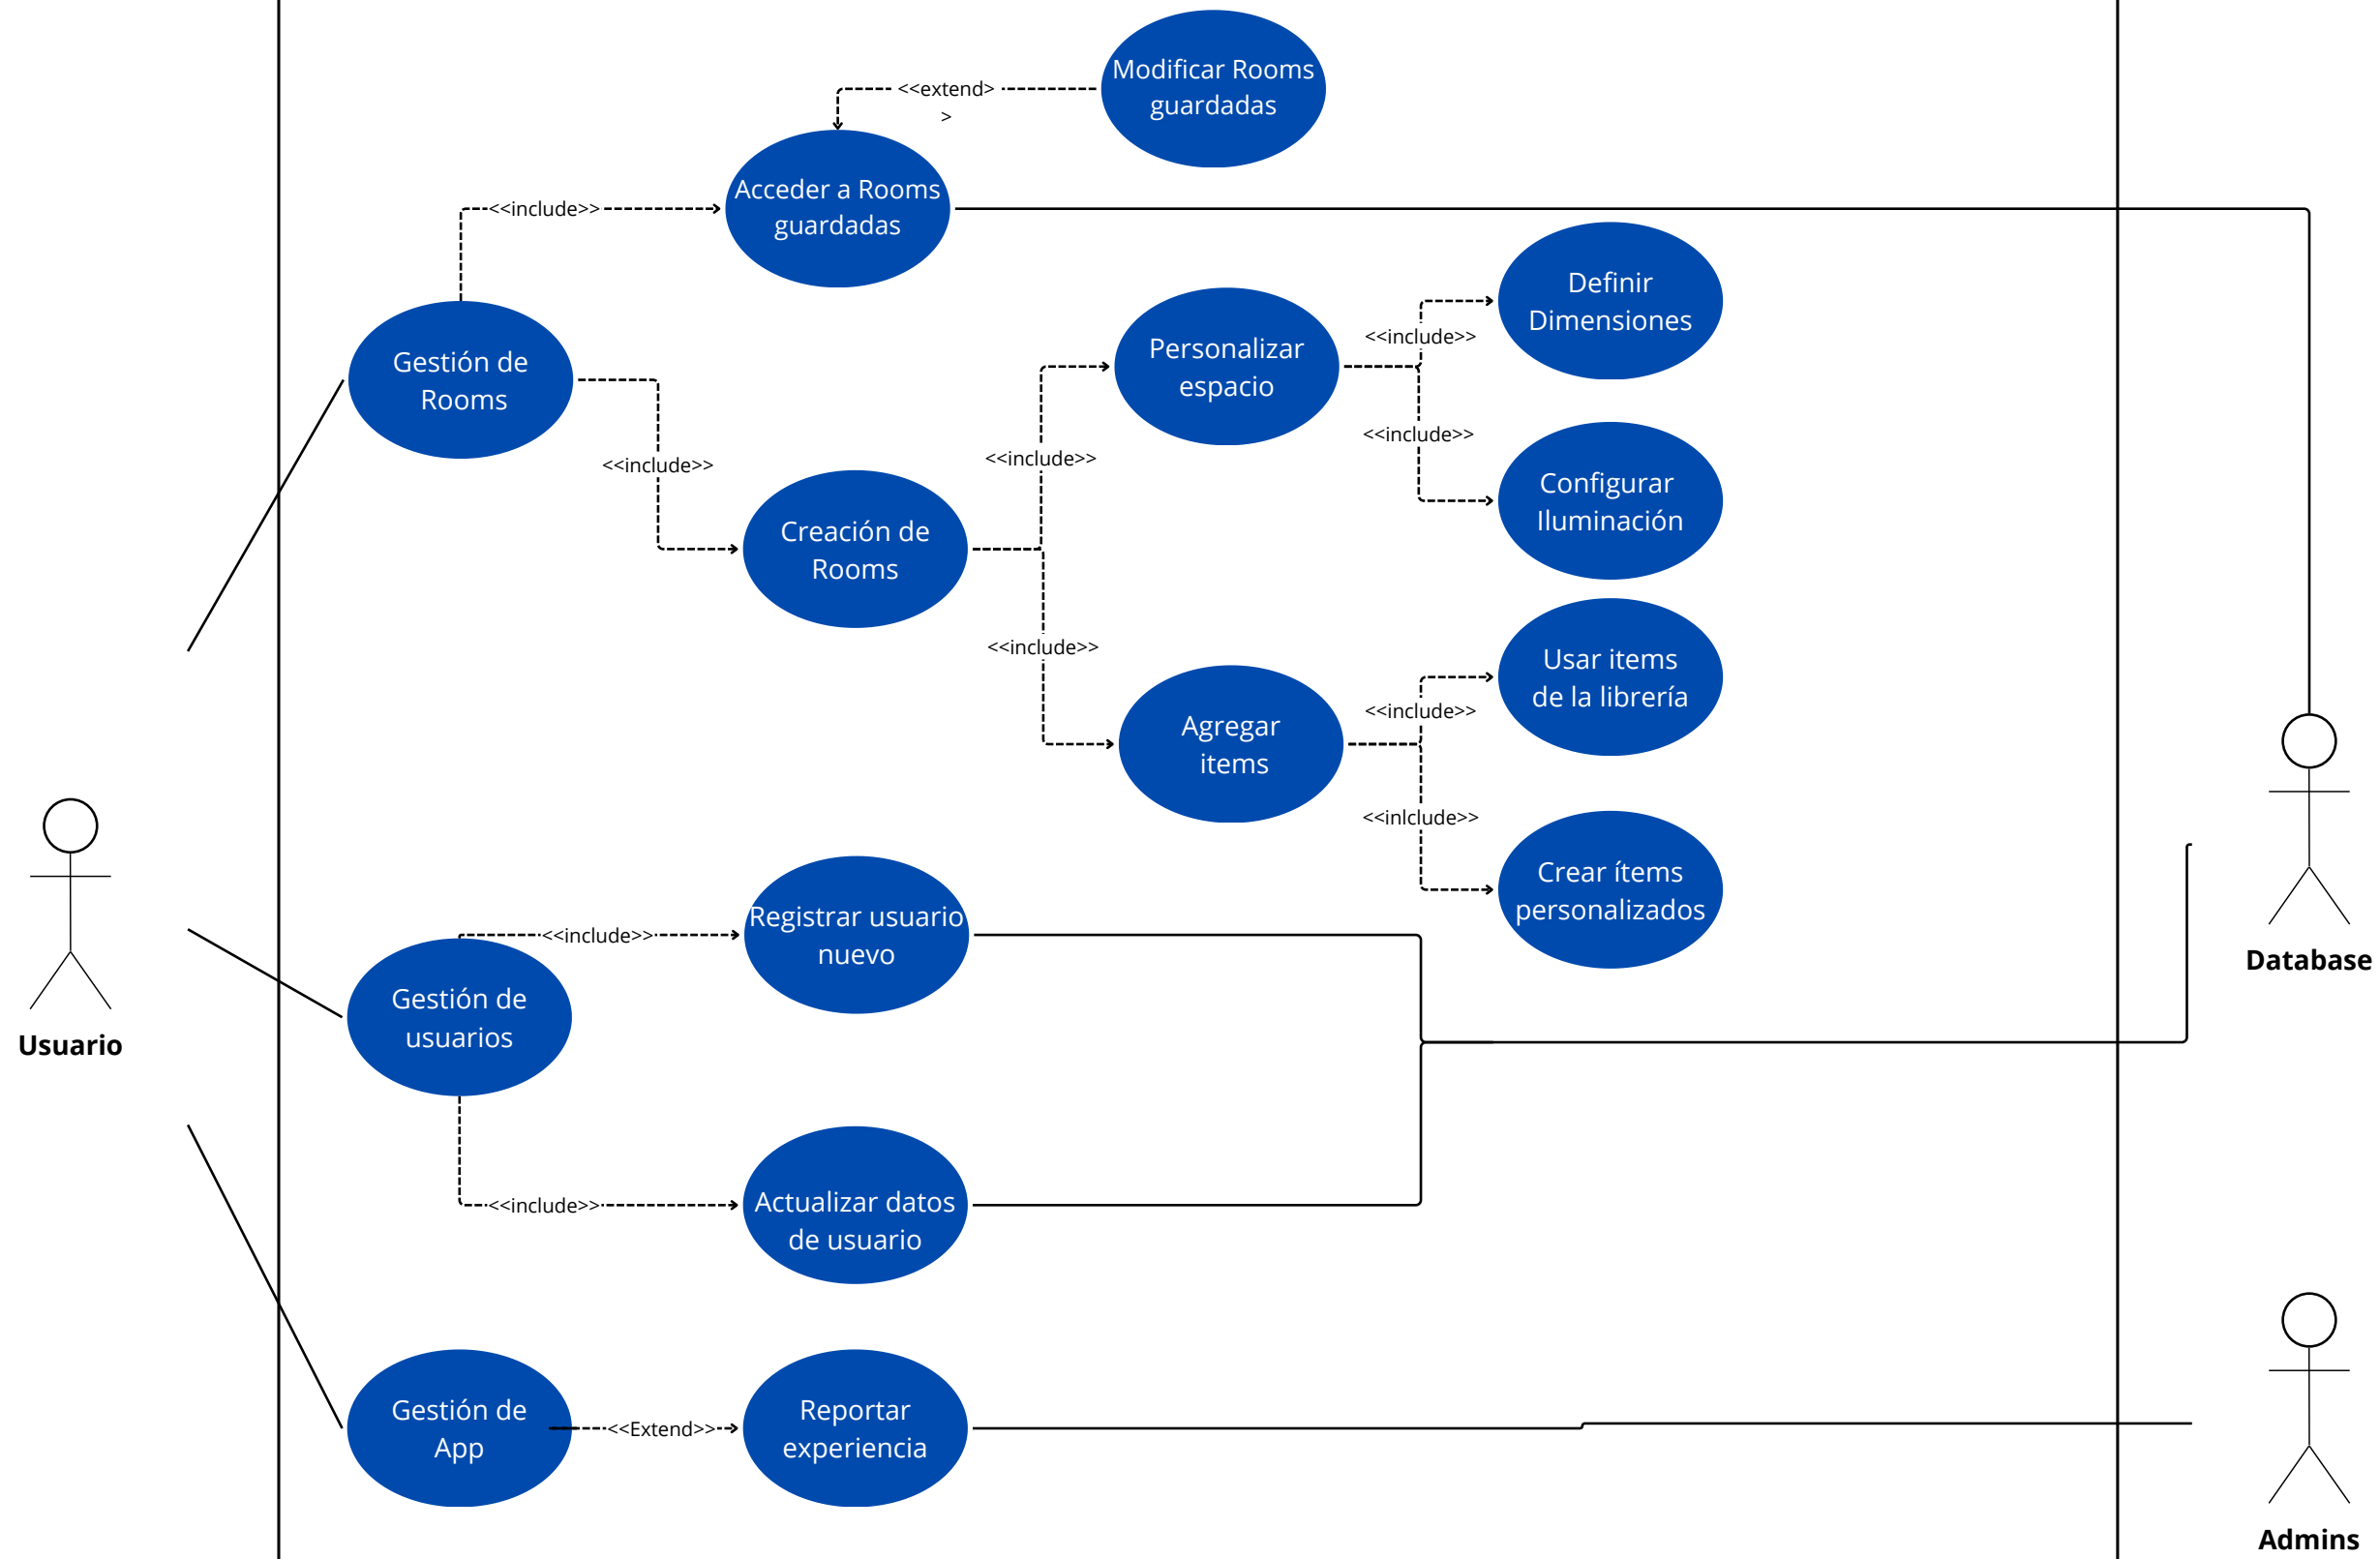 Modificar Rooms
guardadas
<<extend>
>
Acceder a Rooms
guardadas
<<include>>
Definir
Dimensiones
Personalizar
espacio
<<include>>
Gestión de
Rooms
<<include>>
<<include>>
<<include>>
Configurar
Iluminación
Creación de
Rooms
<<include>>
Usar items
de la librería
<<include>>
Agregar
items
<<inlclude>>
Crear ítems
personalizados
Registrar usuario
nuevo
<<include>>
Database
Gestión de
usuarios
Usuario
<<include>>
Actualizar datos
de usuario
Gestión de
App
<<Extend>>
Reportar
experiencia
Admins